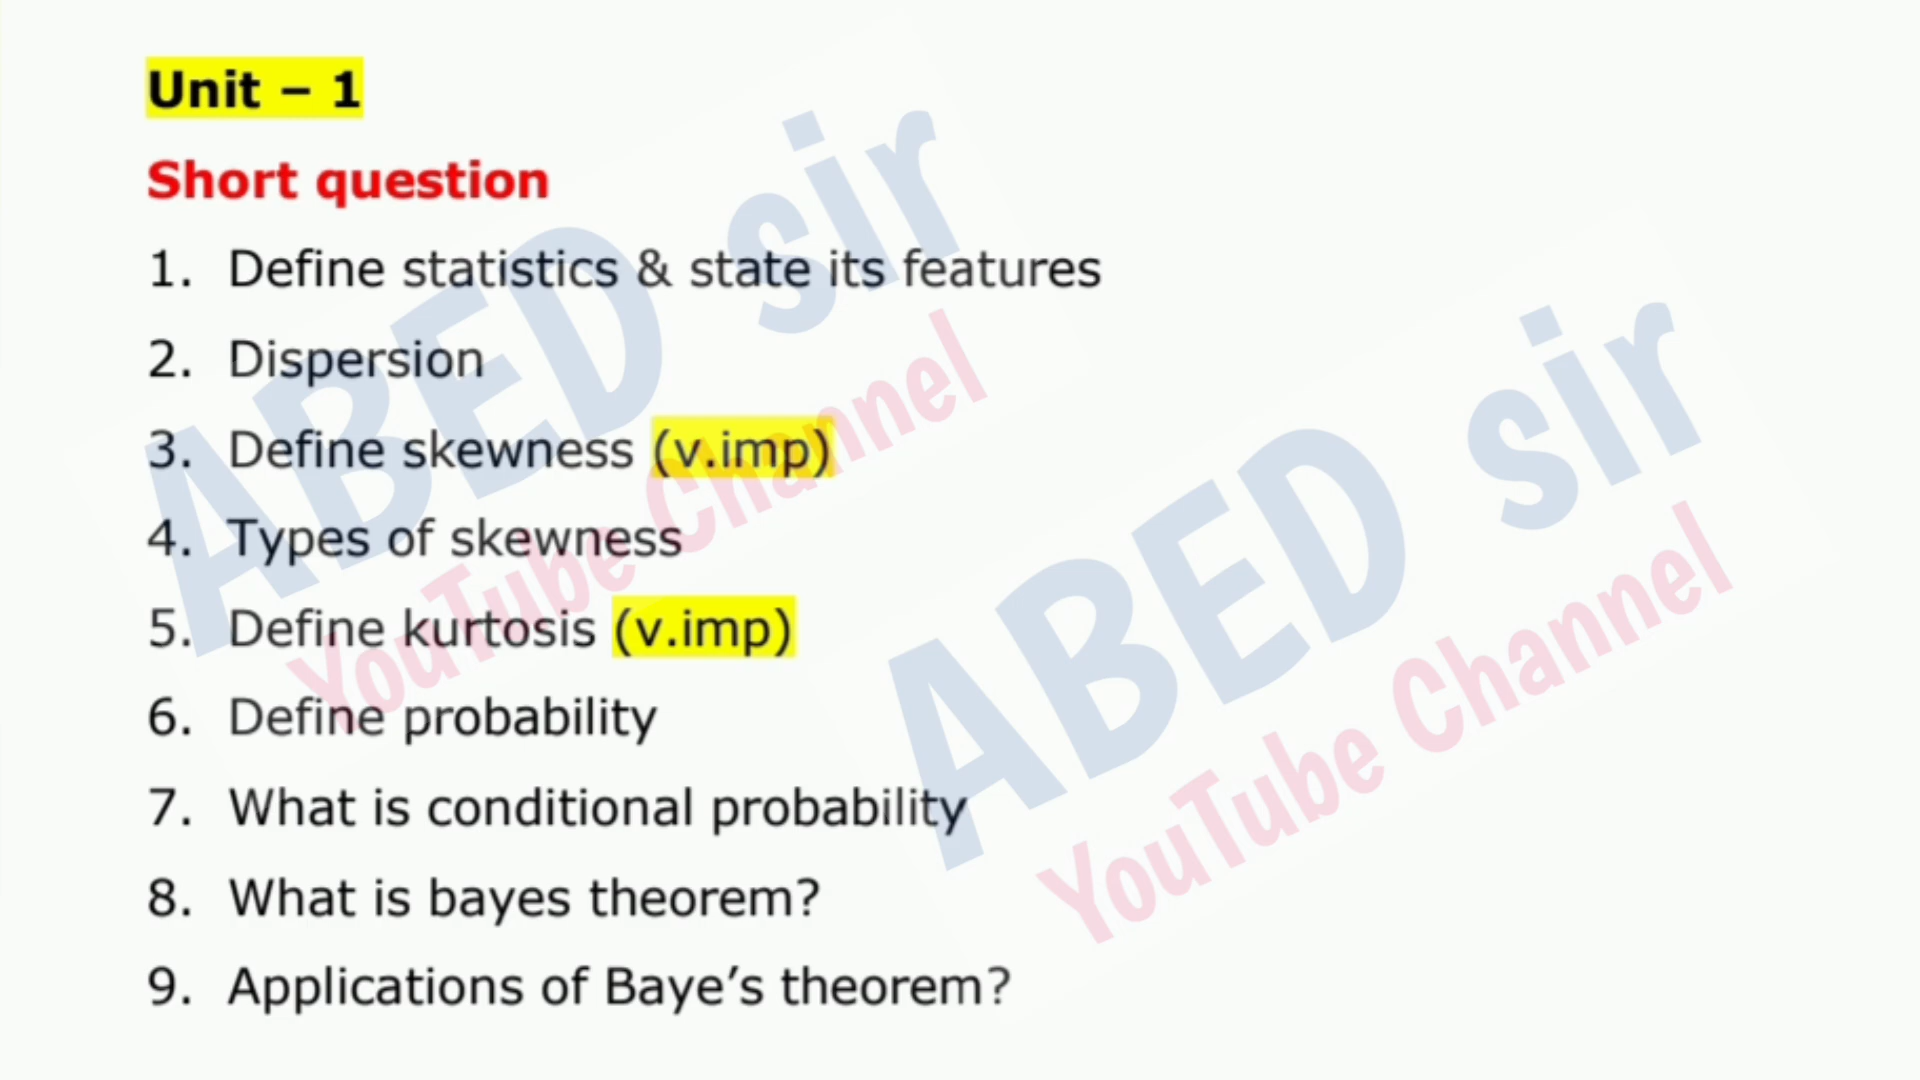 Unit – 1
Short question
1. Define statistics & state its features
2. Dispersion
3. Define skewness (v.imp)
4. Types of skewness
5. Define kurtosis (v.imp)
6. Define probability
7. What is conditional probability
8. What is bayes theorem?
9. Applications of Baye’s theorem?
ABED sir
YouTube Channel
ABED sir
YouTube Channel